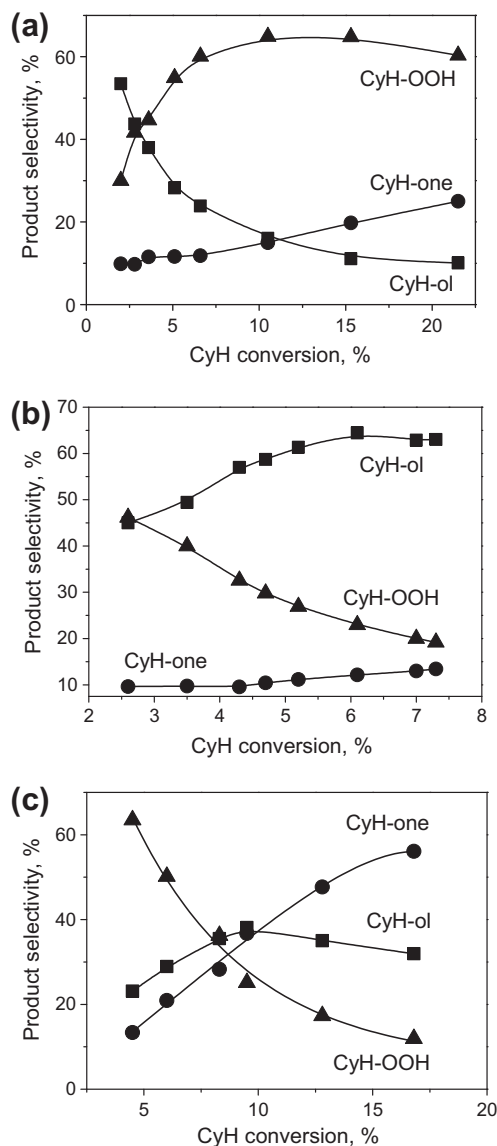 (a)
60
40
20
0
Product selectivity, %
CyH-OOH
CyH-one
CyH-ol
0 5 10 15 20
CyH conversion, %
(b)
70
60
50
40
30
20
10
Product selectivity, %
CyH-ol
CyH-OOH
CyH-one
2 3 4 5 6 7 8
CyH conversion, %
(c)
60
40
20
0
Product selectivity, %
CyH-one
CyH-ol
CyH-OOH
5 10 15 20
CyH conversion, %